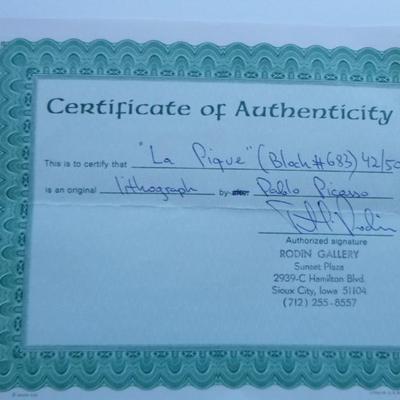 Certificate of Authenticity
This is to certify that "La Pique" (Bloch #683) 42/50
is an original lithograph by Pablo Picasso
Rodin
Authorized signature
RODIN GALLERY
Sunset Plaza
2939-C Hamilton Blvd.
Sioux City, Iowa 51104
(712) 255-8557